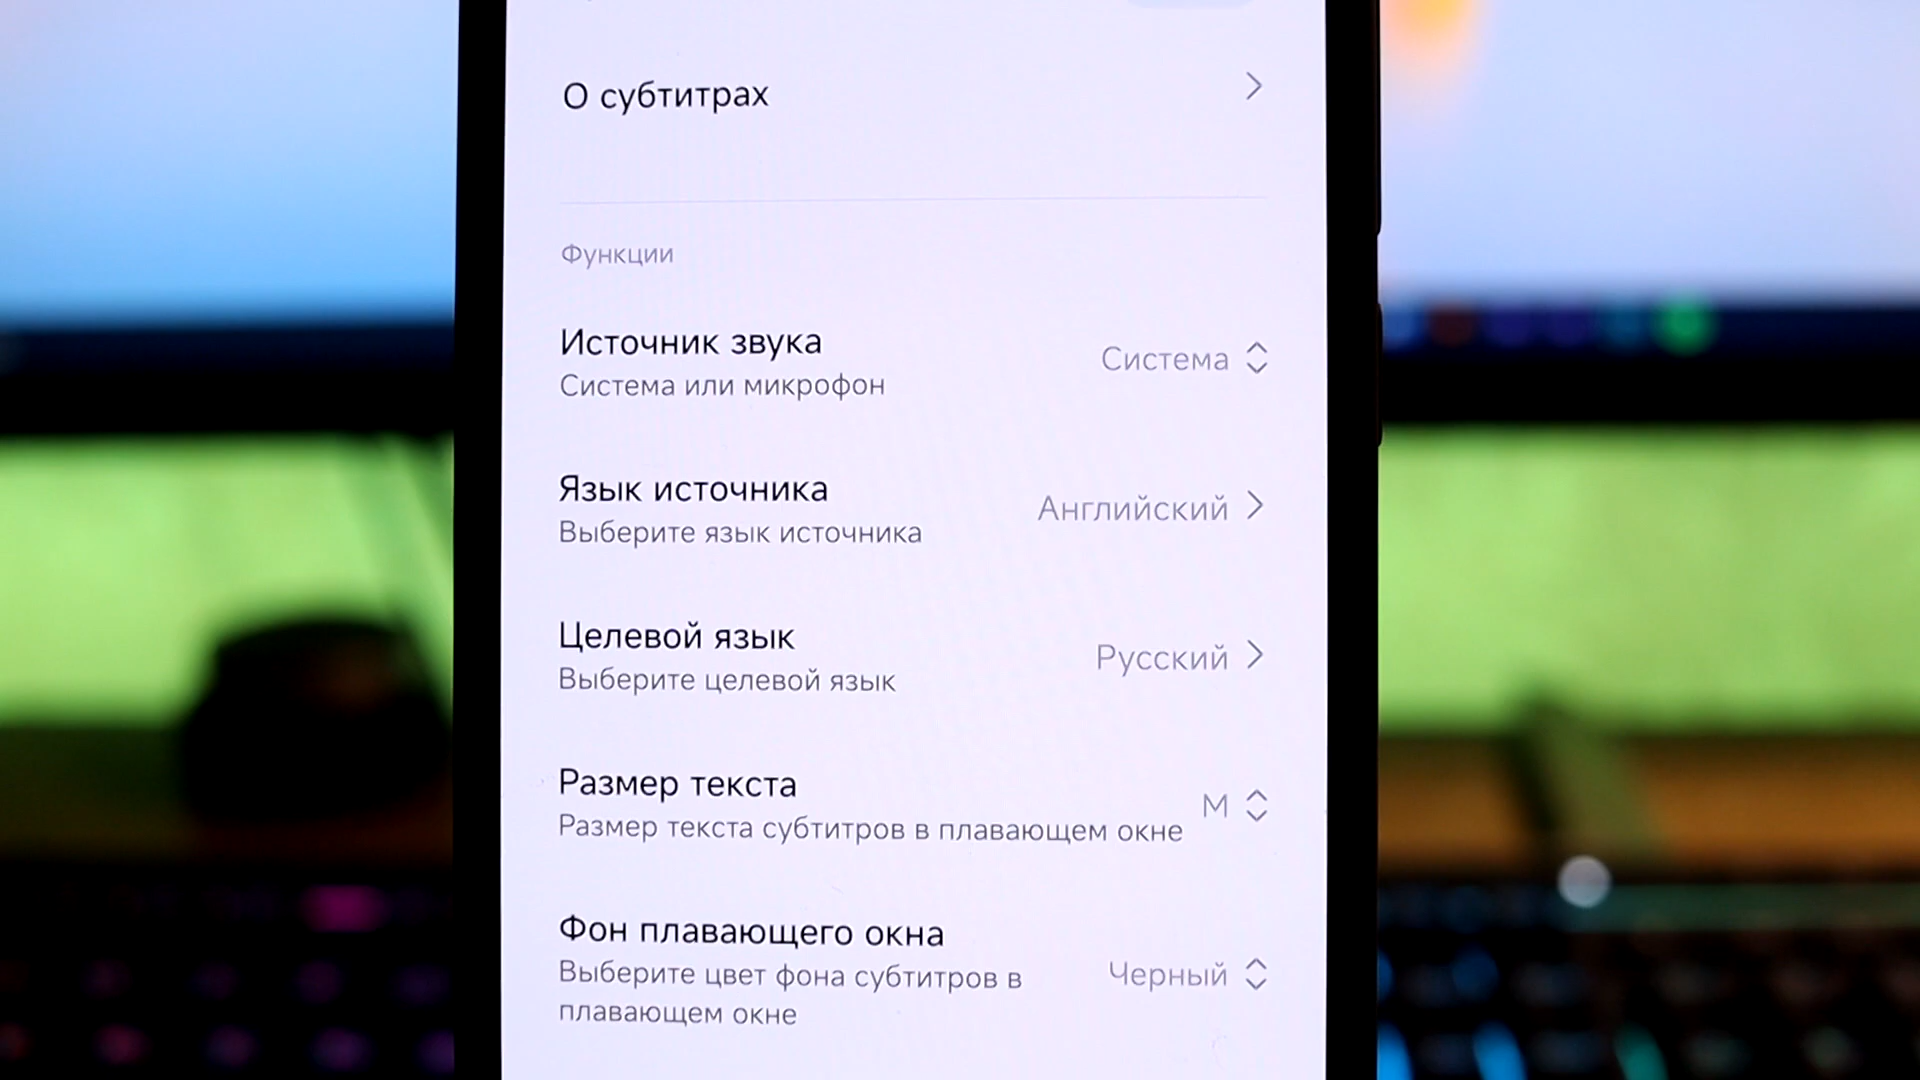 О субтитрах
Функции
Источник звука
Система или микрофон
Система
Язык источника
Выберите язык источника
Английский
Целевой язык
Выберите целевой язык
Русский
Размер текста
Размер текста субтитров в плавающем окне
М
Фон плавающего окна
Выберите цвет фона субтитров в
плавающем окне
Черный